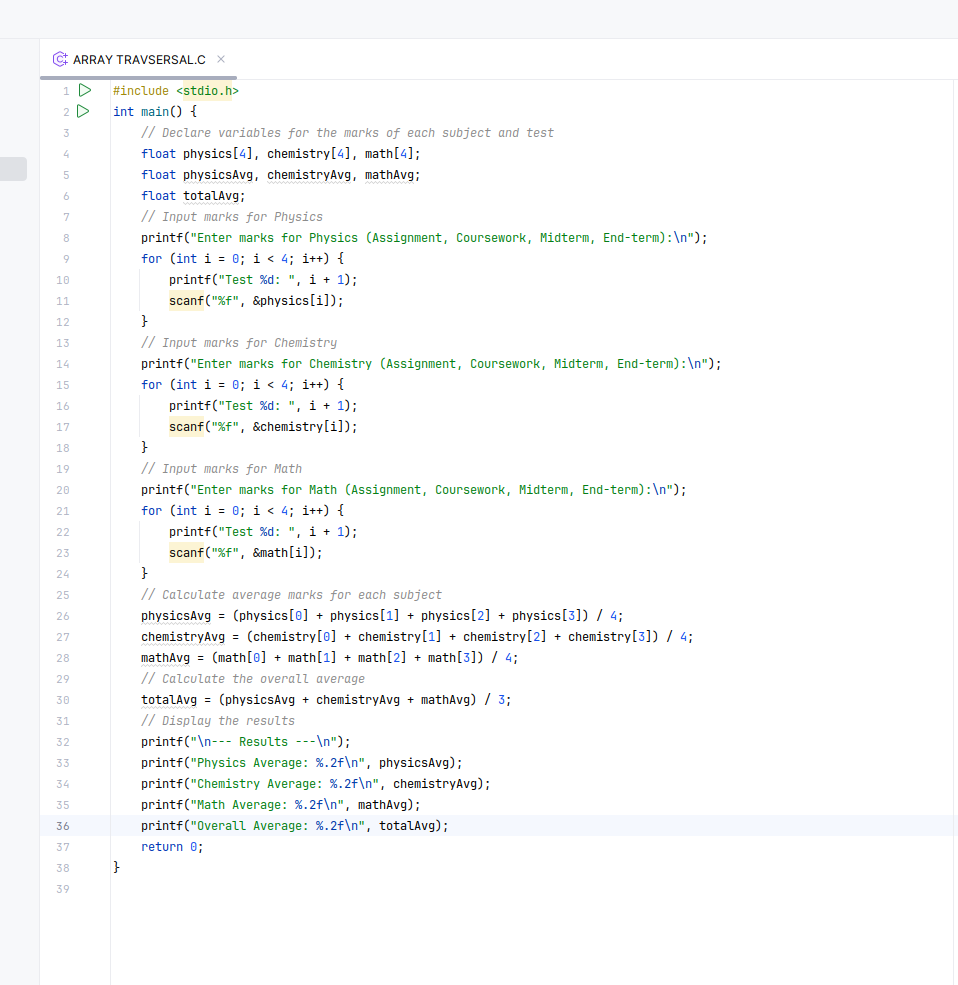 ARRAY TRAVSERSAL.C
1 #include <stdio.h>
2 int main() {
3 // Declare variables for the marks of each subject and test
4 float physics[4], chemistry[4], math[4];
5 float physicsAvg, chemistryAvg, mathAvg;
6 float totalAvg;
7 // Input marks for Physics
8 printf("Enter marks for Physics (Assignment, Coursework, Midterm, End-term):\n");
9 for (int i = 0; i < 4; i++) {
10 printf("Test %d: ", i + 1);
11 scanf("%f", &physics[i]);
12 }
13 // Input marks for Chemistry
14 printf("Enter marks for Chemistry (Assignment, Coursework, Midterm, End-term):\n");
15 for (int i = 0; i < 4; i++) {
16 printf("Test %d: ", i + 1);
17 scanf("%f", &chemistry[i]);
18 }
19 // Input marks for Math
20 printf("Enter marks for Math (Assignment, Coursework, Midterm, End-term):\n");
21 for (int i = 0; i < 4; i++) {
22 printf("Test %d: ", i + 1);
23 scanf("%f", &math[i]);
24 }
25 // Calculate average marks for each subject
26 physicsAvg = (physics[0] + physics[1] + physics[2] + physics[3]) / 4;
27 chemistryAvg = (chemistry[0] + chemistry[1] + chemistry[2] + chemistry[3]) / 4;
28 mathAvg = (math[0] + math[1] + math[2] + math[3]) / 4;
29 // Calculate the overall average
30 totalAvg = (physicsAvg + chemistryAvg + mathAvg) / 3;
31 // Display the results
32 printf("\n--- Results ---\n");
33 printf("Physics Average: %.2f\n", physicsAvg);
34 printf("Chemistry Average: %.2f\n", chemistryAvg);
35 printf("Math Average: %.2f\n", mathAvg);
36 printf("Overall Average: %.2f\n", totalAvg);
37 return 0;
38 }
39